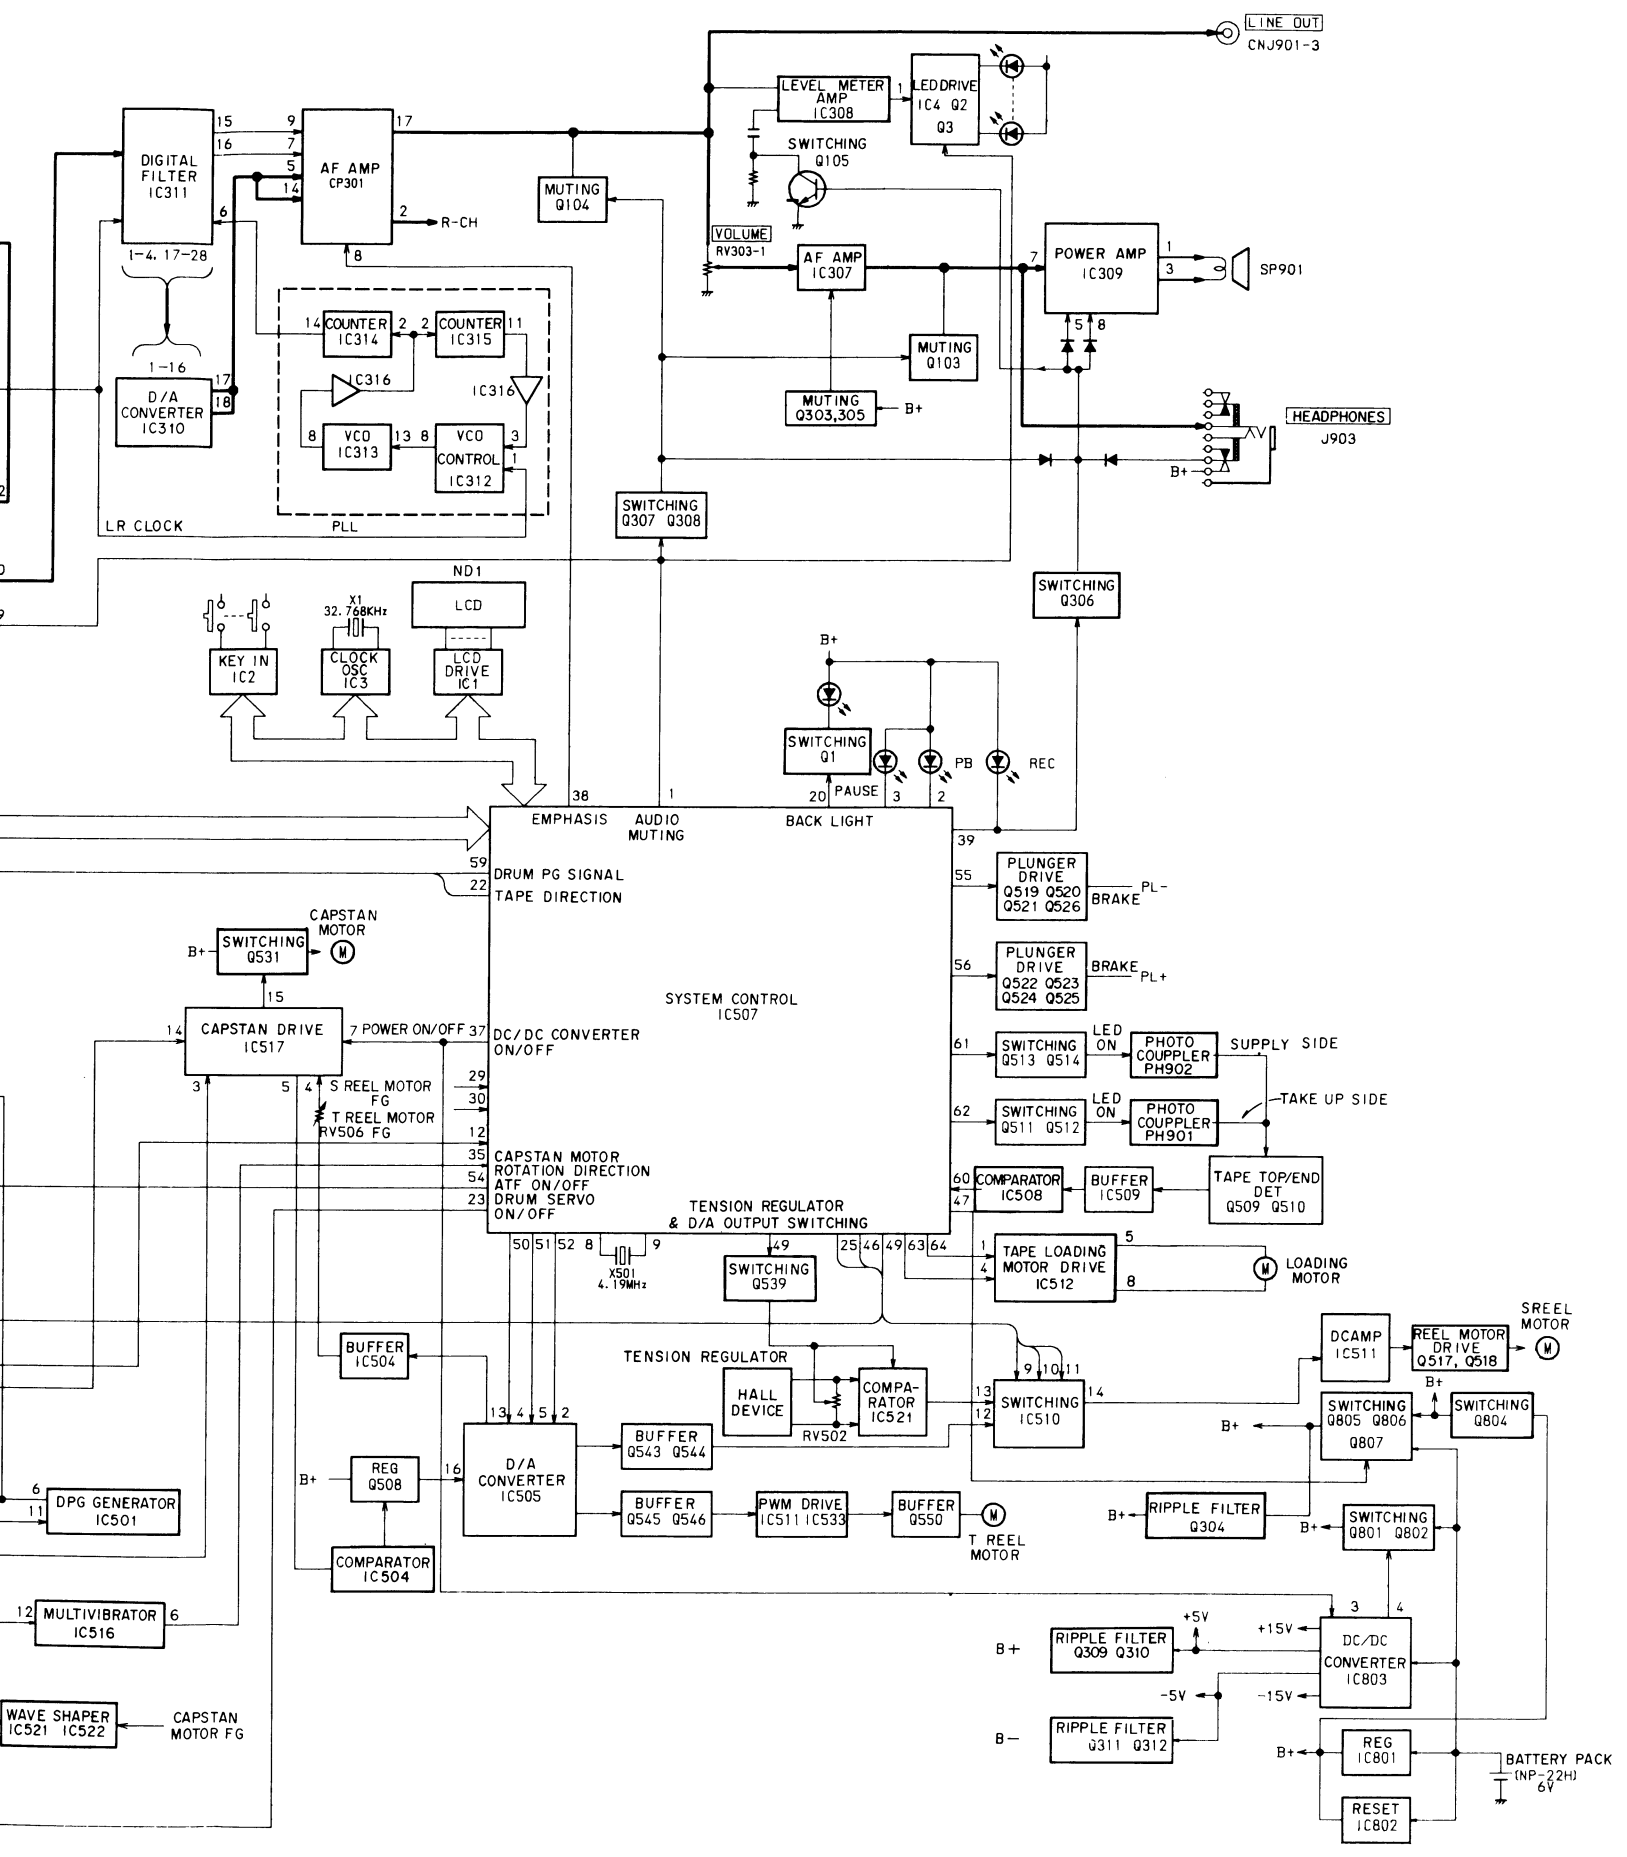 LINE OUT
CNJ901-3
LEVEL METER
AMP
IC308
1
LED DRIVE
IC4 Q2
Q3
SWITCHING
Q105
DIGITAL
FILTER
IC311
15
16
6
9
7
5
14
AF AMP
CP301
17
2
R-CH
8
1-4, 17-28
MUTING
Q104
VOLUME
RV303-1
AF AMP
IC307
7
POWER AMP
IC309
1
3
SP901
5 8
14
COUNTER
IC314
2 2
COUNTER
IC315
11
IC316
IC316
MUTING
Q103
1-16
D/A
CONVERTER
IC310
17
18
8
VCO
IC313
13 8
VCO
CONTROL
IC312
3
1
MUTING
Q303,305
B+
HEADPHONES
J903
B+
2
SWITCHING
Q307 Q308
LR CLOCK
PLL
0
9
ND1
LCD
SWITCHING
Q306
X1
32.768KHz
KEY IN
IC2
CLOCK
OSC
IC3
LCD
DRIVE
IC1
B+
SWITCHING
Q1
PB
REC
38
1
20
PAUSE
3
2
EMPHASIS
AUDIO
MUTING
BACK LIGHT
39
59
DRUM PG SIGNAL
22
TAPE DIRECTION
55
PLUNGER
DRIVE
Q519 Q520
Q521 Q526
BRAKE
PL-
CAPSTAN
MOTOR
B+
SWITCHING
Q531
M
15
56
PLUNGER
DRIVE
Q522 Q523
Q524 Q525
BRAKE
PL+
SYSTEM CONTROL
IC507
14
CAPSTAN DRIVE
IC517
7 POWER ON/OFF 37
DC/DC CONVERTER
ON/OFF
61
SWITCHING
Q513 Q514
LED
ON
PHOTO
COUPPLER
PH902
SUPPLY SIDE
3
5
4
S REEL MOTOR
FG
29
30
T REEL MOTOR
RV506 FG
62
SWITCHING
Q511 Q512
LED
ON
PHOTO
COUPPLER
PH901
TAKE UP SIDE
12
35
CAPSTAN MOTOR
ROTATION DIRECTION
54
ATF ON/OFF
23
DRUM SERVO
ON/OFF
60
COMPARATOR
IC508
BUFFER
IC509
TAPE TOP/END
DET
Q509 Q510
47
TENSION REGULATOR
& D/A OUTPUT SWITCHING
50 51 52
8
9
X501
4.19MHz
49
SWITCHING
Q539
25 46 49 63 64
1
4
TAPE LOADING
MOTOR DRIVE
IC512
5
8
M
LOADING
MOTOR
BUFFER
IC504
TENSION REGULATOR
HALL
DEVICE
RV502
COMPA-
RATOR
IC521
9 10 11
13
12
SWITCHING
IC510
14
DCAMP
IC511
REEL MOTOR
DRIVE
Q517, Q518
SREEL
MOTOR
M
13 4 5 2
B+
B+
SWITCHING
Q805 Q806
Q807
SWITCHING
Q804
D/A
CONVERTER
IC505
BUFFER
Q543 Q544
B+
REG
Q508
16
6
11
DPG GENERATOR
IC501
BUFFER
Q545 Q546
PWM DRIVE
IC511 IC533
BUFFER
Q550
M
T REEL
MOTOR
B+
RIPPLE FILTER
Q304
B+
SWITCHING
Q801 Q802
COMPARATOR
IC504
12
MULTIVIBRATOR
IC516
6
3
4
B+
RIPPLE FILTER
Q309 Q310
+5V
+15V
DC/DC
CONVERTER
IC803
-5V
-15V
WAVE SHAPER
IC521 IC522
CAPSTAN
MOTOR FG
B-
RIPPLE FILTER
Q311 Q312
B+
REG
IC801
RESET
IC802
BATTERY PACK
(NP-22H)
6V